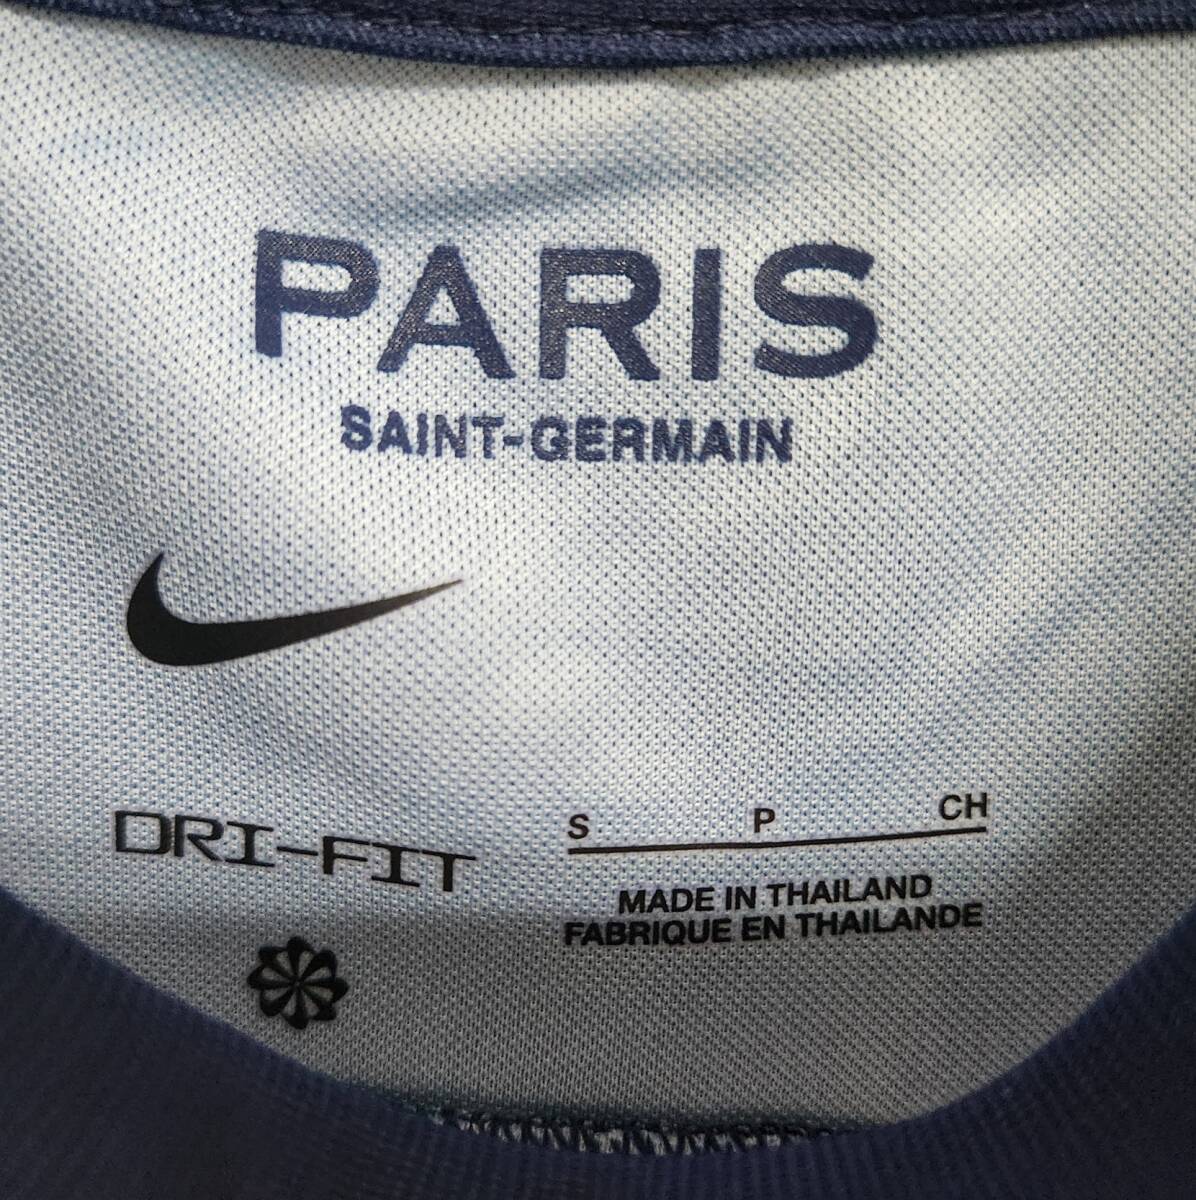 PARIS
SAINT-GERMAIN
DRI-FIT
S P CH
MADE IN THAILAND
FABRIQUE EN THAILANDE